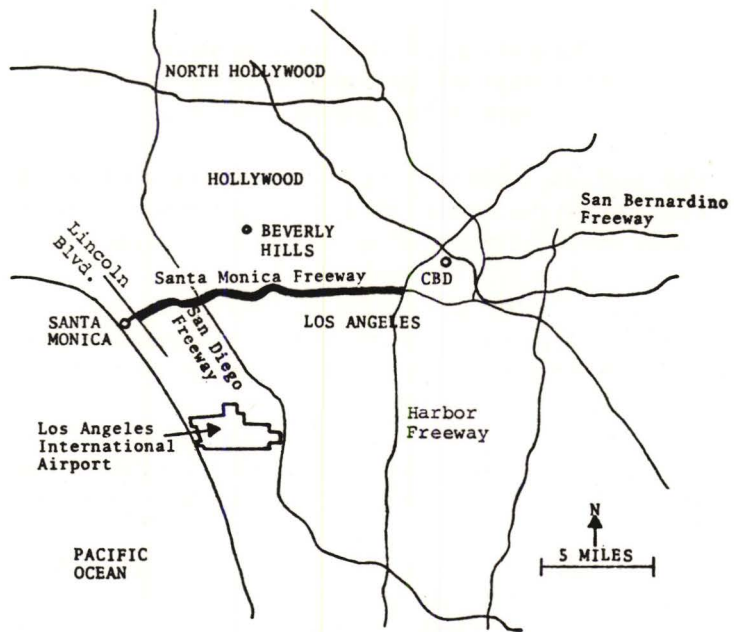 NORTH HOLLYWOOD
HOLLYWOOD
San Bernardino
Freeway
BEVERLY
HILLS
Lincoln
Blvd.
Santa Monica Freeway
CBD
SANTA
MONICA
San Diego
Freeway
LOS ANGELES
Los Angeles
International
Airport
Harbor
Freeway
N
5 MILES
PACIFIC
OCEAN